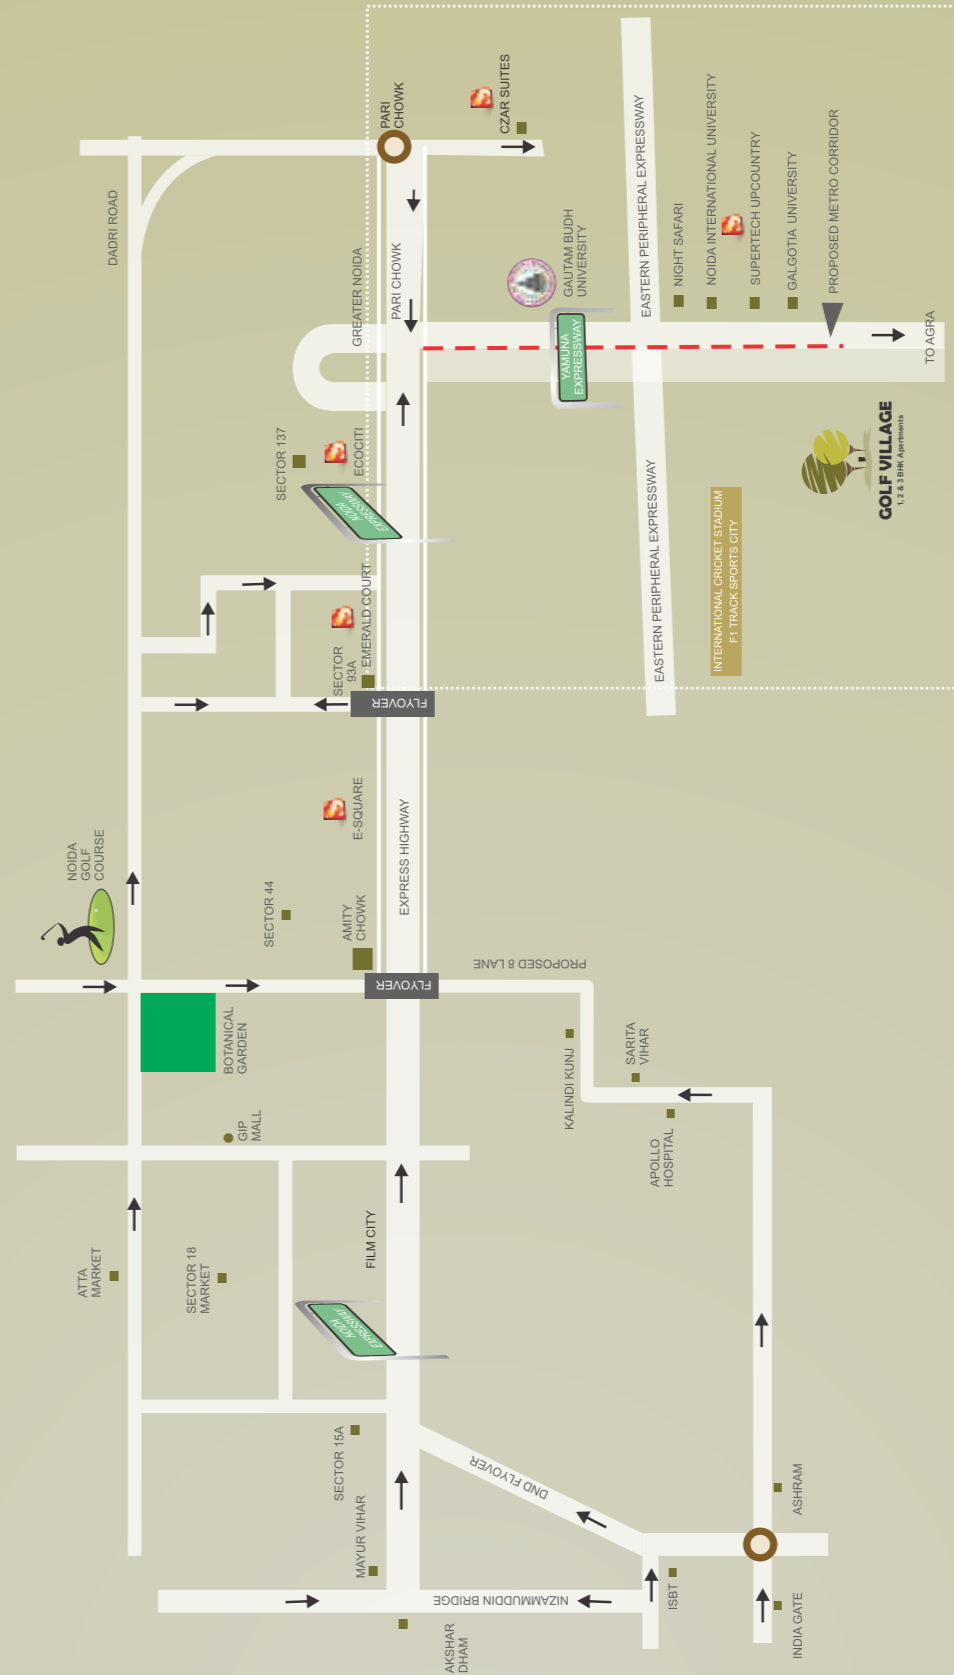 DADRI ROAD
PARI
CHOWK
CZAR SUITES
GREATER NOIDA
PARI CHOWK
GAUTAM BUDH
UNIVERSITY
EASTERN PERIPHERAL EXPRESSWAY
NIGHT SAFARI
NOIDA INTERNATIONAL UNIVERSITY
SUPERTECH UPCOUNTRY
GALGOTIA UNIVERSITY
PROPOSED METRO CORRIDOR
YAMUNA
EXPRESSWAY
TO AGRA
SECTOR 137
ECOCITI
NOIDA
EXPRESSWAY
EASTERN PERIPHERAL EXPRESSWAY
INTERNATIONAL CRICKET STADIUM
F1 TRACK SPORTS CITY
GOLF VILLAGE
1, 2 & 3 BHK Apartments
SECTOR
93A
EMERALD COURT
FLYOVER
NOIDA
GOLF
COURSE
E-SQUARE
EXPRESS HIGHWAY
SECTOR 44
AMITY
CHOWK
FLYOVER
PROPOSED 8 LANE
BOTANICAL
GARDEN
GIP
MALL
KALINDI KUNJ
SARITA
VIHAR
APOLLO
HOSPITAL
ATTA
MARKET
SECTOR 18
MARKET
FILM CITY
NOIDA
EXPRESSWAY
SECTOR 15A
MAYUR VIHAR
DND FLYOVER
ASHRAM
NIZAMMUDDIN BRIDGE
ISBT
AKSHAR
DHAM
INDIA GATE